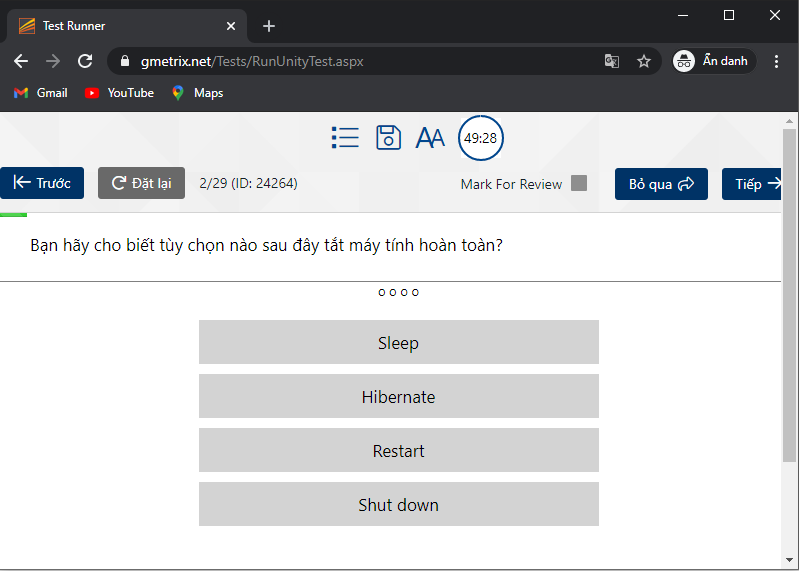 Test Runner
gmetrix.net/Tests/RunUnityTest.aspx
Ẩn danh
Gmail
YouTube
Maps
AA
49:28
Trước
Đặt lại
2/29 (ID: 24264)
Mark For Review
Bỏ qua
Tiếp
Bạn hãy cho biết tùy chọn nào sau đây tắt máy tính hoàn toàn?
Sleep
Hibernate
Restart
Shut down